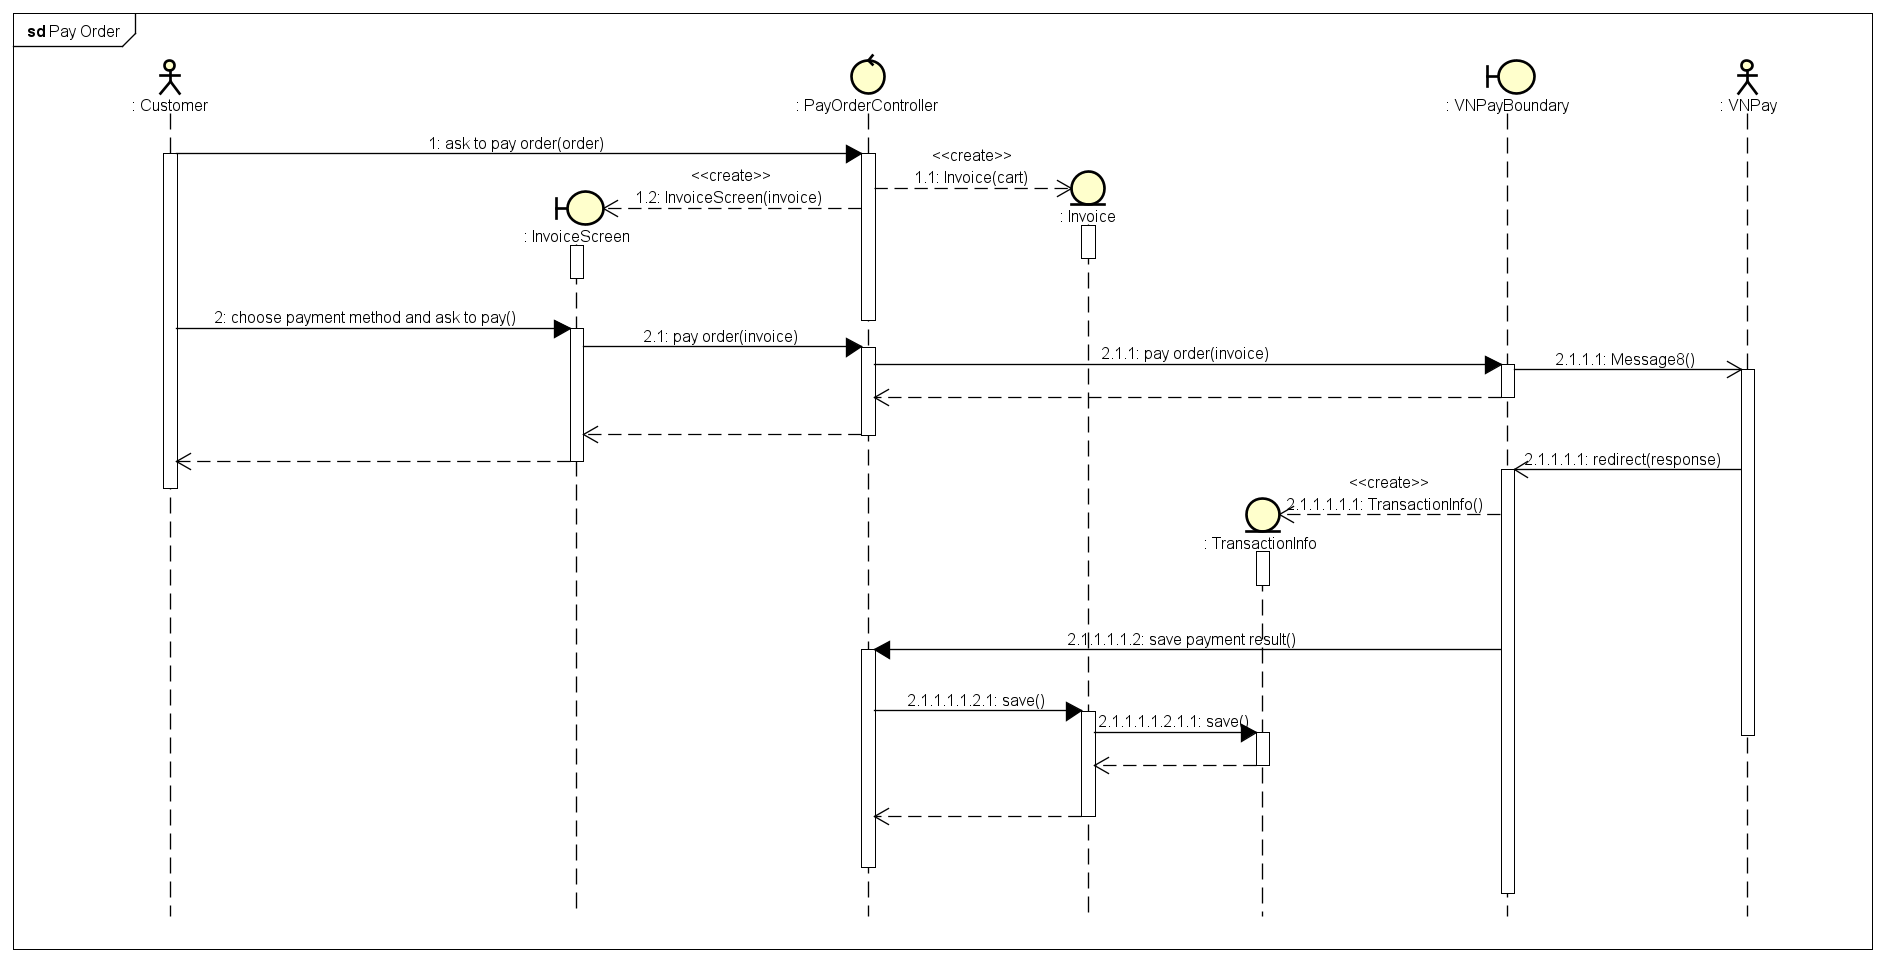 sd Pay Order
: Customer
: PayOrderController
: VNPayBoundary
: VNPay
1: ask to pay order(order)
<<create>>
1.1: Invoice(cart)
<<create>>
1.2: InvoiceScreen(invoice)
: Invoice
: InvoiceScreen
2: choose payment method and ask to pay()
2.1: pay order(invoice)
2.1.1: pay order(invoice)
2.1.1.1: Message8()
2.1.1.1.1: redirect(response)
<<create>>
2.1.1.1.1.1: TransactionInfo()
: TransactionInfo
2.1.1.1.1.2: save payment result()
2.1.1.1.1.2.1: save()
2.1.1.1.1.2.1.1: save()